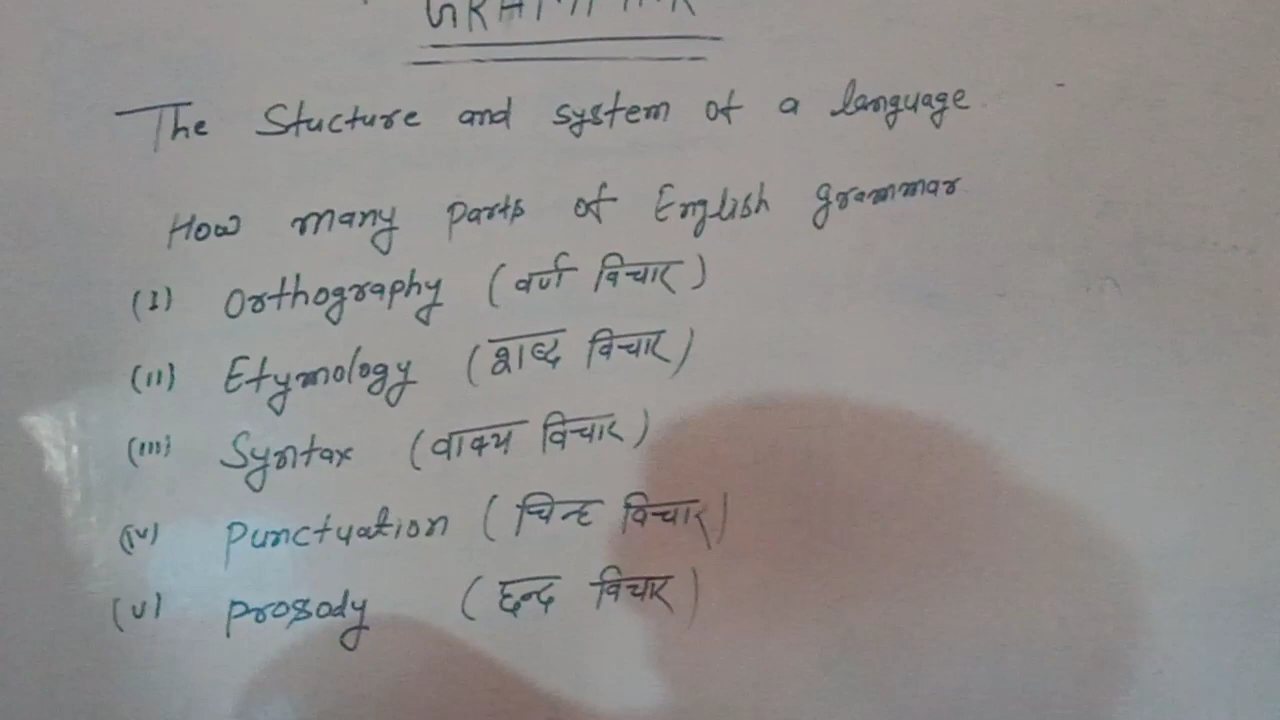 GRAMMAR
The Stucture and system of a language
How many parts of English grammar
(I) Orthography (वर्ण विचार)
(II) Etymology (शब्द विचार)
(III) Syntax (वाक्य विचार)
(IV) Punctuation (चिन्ह विचार)
(V) Prosody (छन्द विचार)